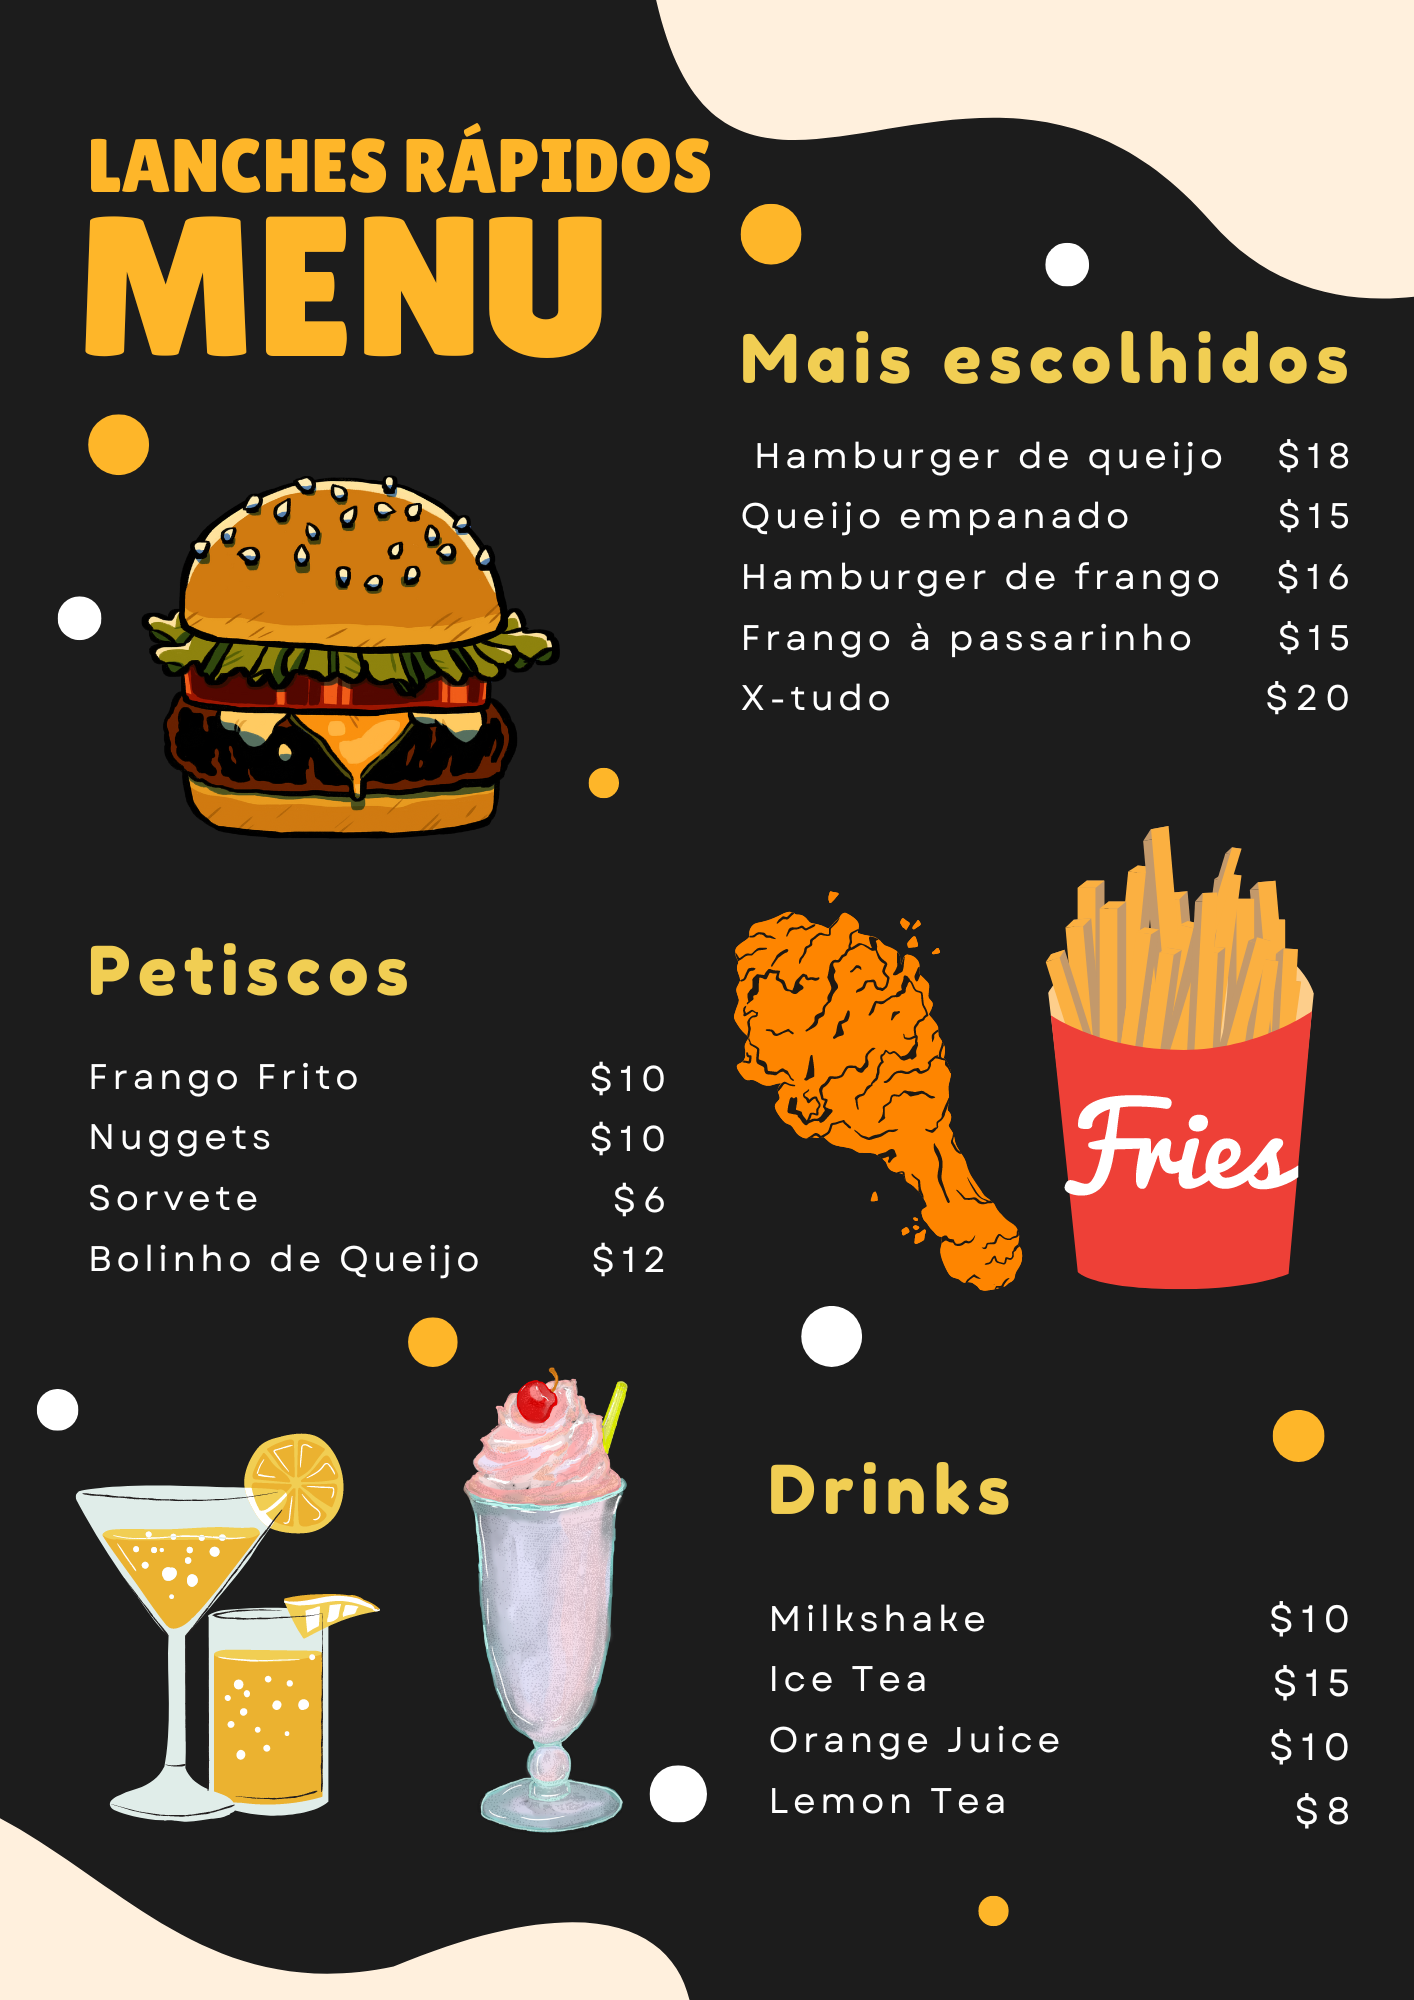 LANCHES RÁPIDOS
MENU
Mais escolhidos
Hamburger de queijo $18
Queijo empanado $15
Hamburger de frango $16
Frango à passarinho $15
X-tudo $20
Petiscos
Frango Frito $10
Nuggets $10
Sorvete $6
Bolinho de Queijo $12
Fries
Drinks
Milkshake $10
Ice Tea $15
Orange Juice $10
Lemon Tea $8